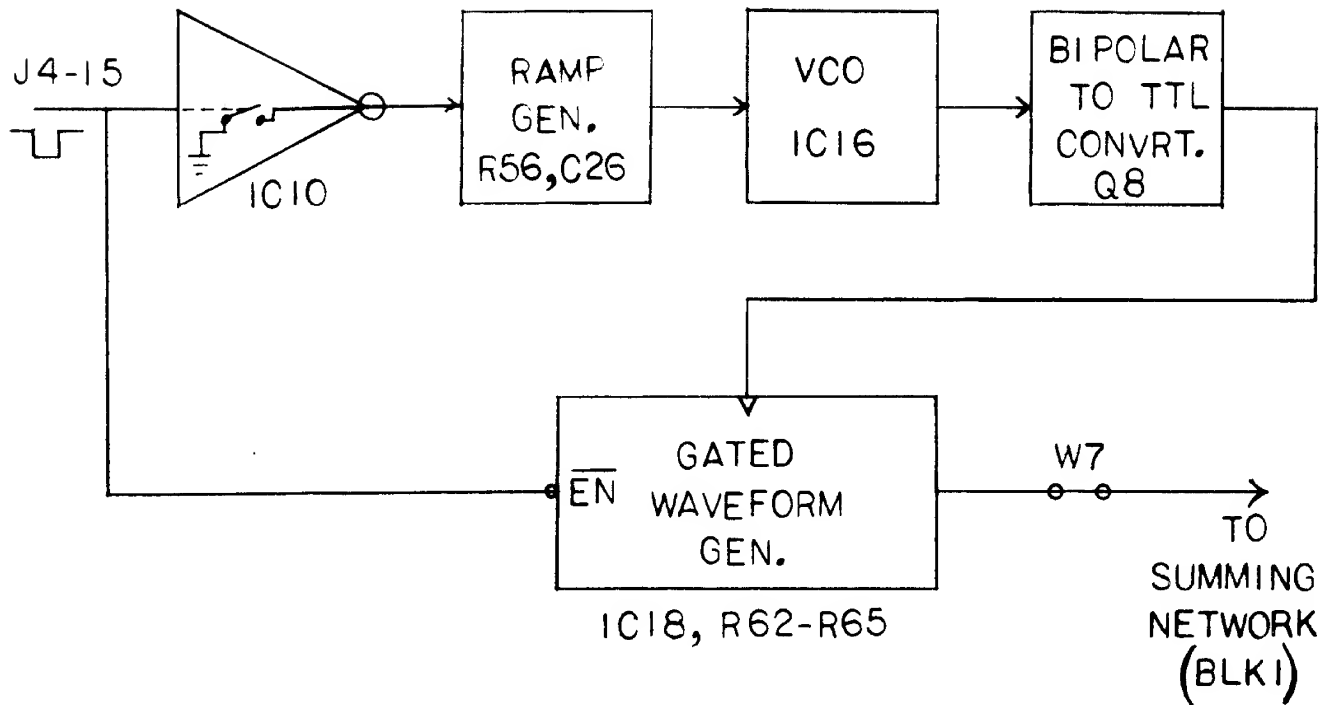 J4-15
IC10
RAMP
GEN.
R56,C26
VCO
IC16
BIPOLAR
TO TTL
CONVRT.
Q8
EN
GATED
WAVEFORM
GEN.
IC18, R62-R65
W7
TO
SUMMING
NETWORK
(BLK1)